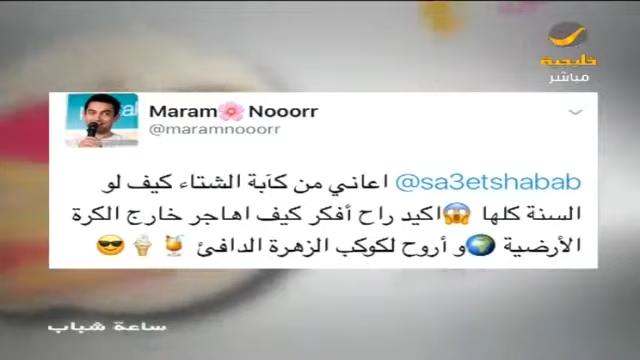 خليجية
مباشر
Maram🌸 Nooorr
@maramnooorr
@sa3etshabab اعاني من كآبة الشتاء كيف لو
السنة كلها 😱اكيد راح أفكر كيف اهاجر خارج الكرة
الأرضية 🌍و أروح لكوكب الزهرة الدافئ 🍹🍦😎
ساعة شباب